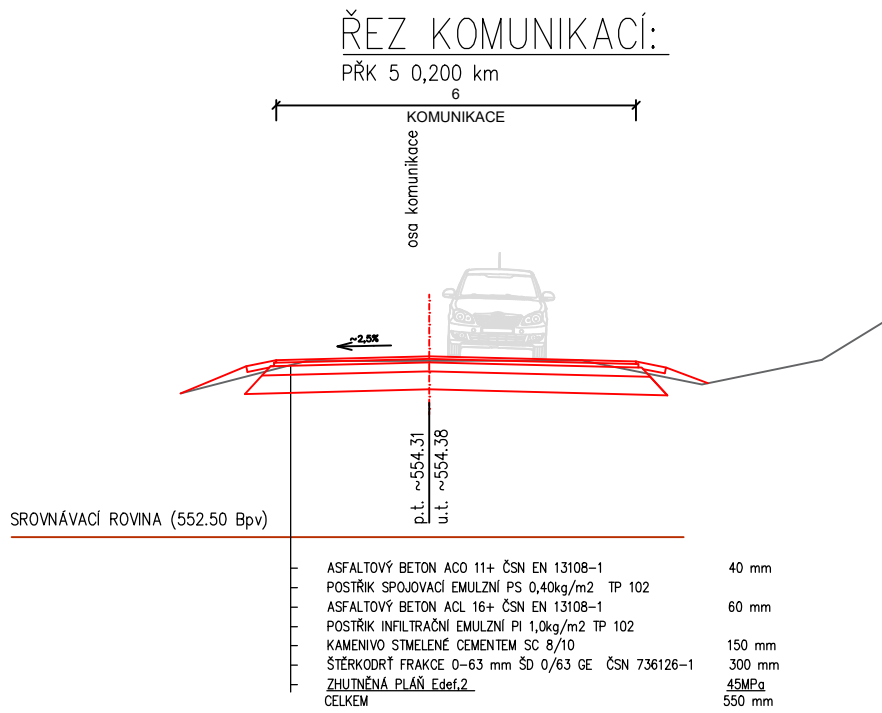 ŘEZ KOMUNIKACÍ:
PŘK 5 0,200 km
6
KOMUNIKACE
osa komunikace
~2,5%
p.t. ~554.31
u.t. ~554.38
SROVNÁVACÍ ROVINA (552.50 Bpv)
ASFALTOVÝ BETON ACO 11+ ČSN EN 13108-1 40 mm
POSTŘIK SPOJOVACÍ EMULZNÍ PS 0,40kg/m2 TP 102
ASFALTOVÝ BETON ACL 16+ ČSN EN 13108-1 60 mm
POSTŘIK INFILTRAČNÍ EMULZNÍ PI 1,0kg/m2 TP 102
KAMENIVO STMELENÉ CEMENTEM SC 8/10 150 mm
ŠTĚRKODRŤ FRAKCE 0-63 mm ŠD 0/63 GE ČSN 736126-1 300 mm
ZHUTNĚNÁ PLÁŇ Edef,2 45MPa
CELKEM 550 mm